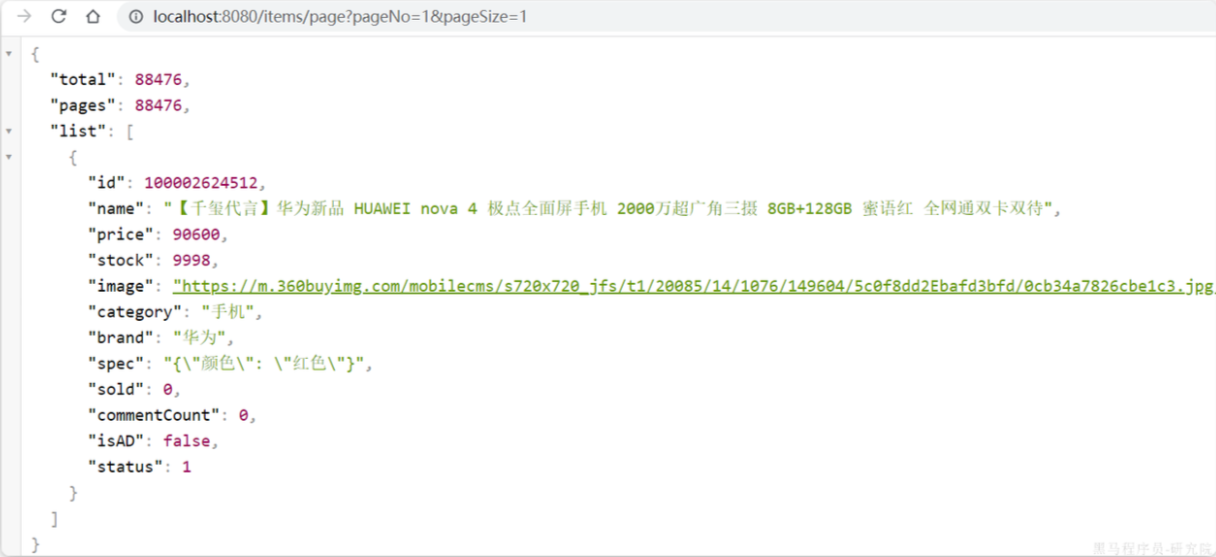 localhost:8080/items/page?pageNo=1&pageSize=1
{
"total": 88476,
"pages": 88476,
"list": [
{
"id": 100002624512,
"name": "【千玺代言】华为新品 HUAWEI nova 4 极点全面屏手机 2000万超广角三摄 8GB+128GB 蜜语红 全网通双卡双待",
"price": 90600,
"stock": 9998,
"image": "https://m.360buyimg.com/mobilecms/s720x720_jfs/t1/20085/14/1076/149604/5c0f8dd2Ebafd3bfd/0cb34a7826cbe1c3.jpg
"category": "手机",
"brand": "华为",
"spec": "{\"颜色\": \"红色\"}",
"sold": 0,
"commentCount": 0,
"isAD": false,
"status": 1
}
]
}
黑马程序员-研究院